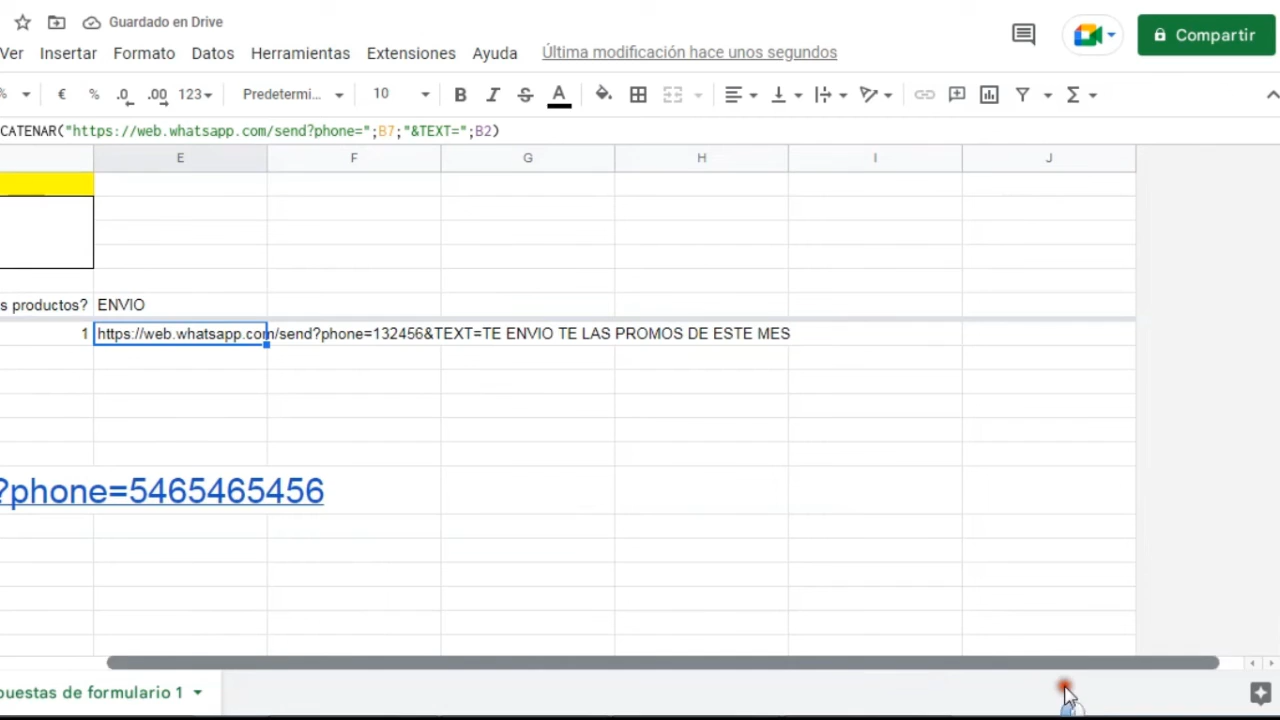 Guardado en Drive
Compartir
Ver Insertar Formato Datos Herramientas Extensiones Ayuda Última modificación hace unos segundos
% € % .0 .00 123 Predetermi... 10 B I S A Σ
CATENAR("https://web.whatsapp.com/send?phone=";B7;"&TEXT=";B2)
E F G H I J
s productos? ENVIO
1 https://web.whatsapp.com/send?phone=132456&TEXT=TE ENVIO TE LAS PROMOS DE ESTE MES
?phone=5465465456
puestas de formulario 1